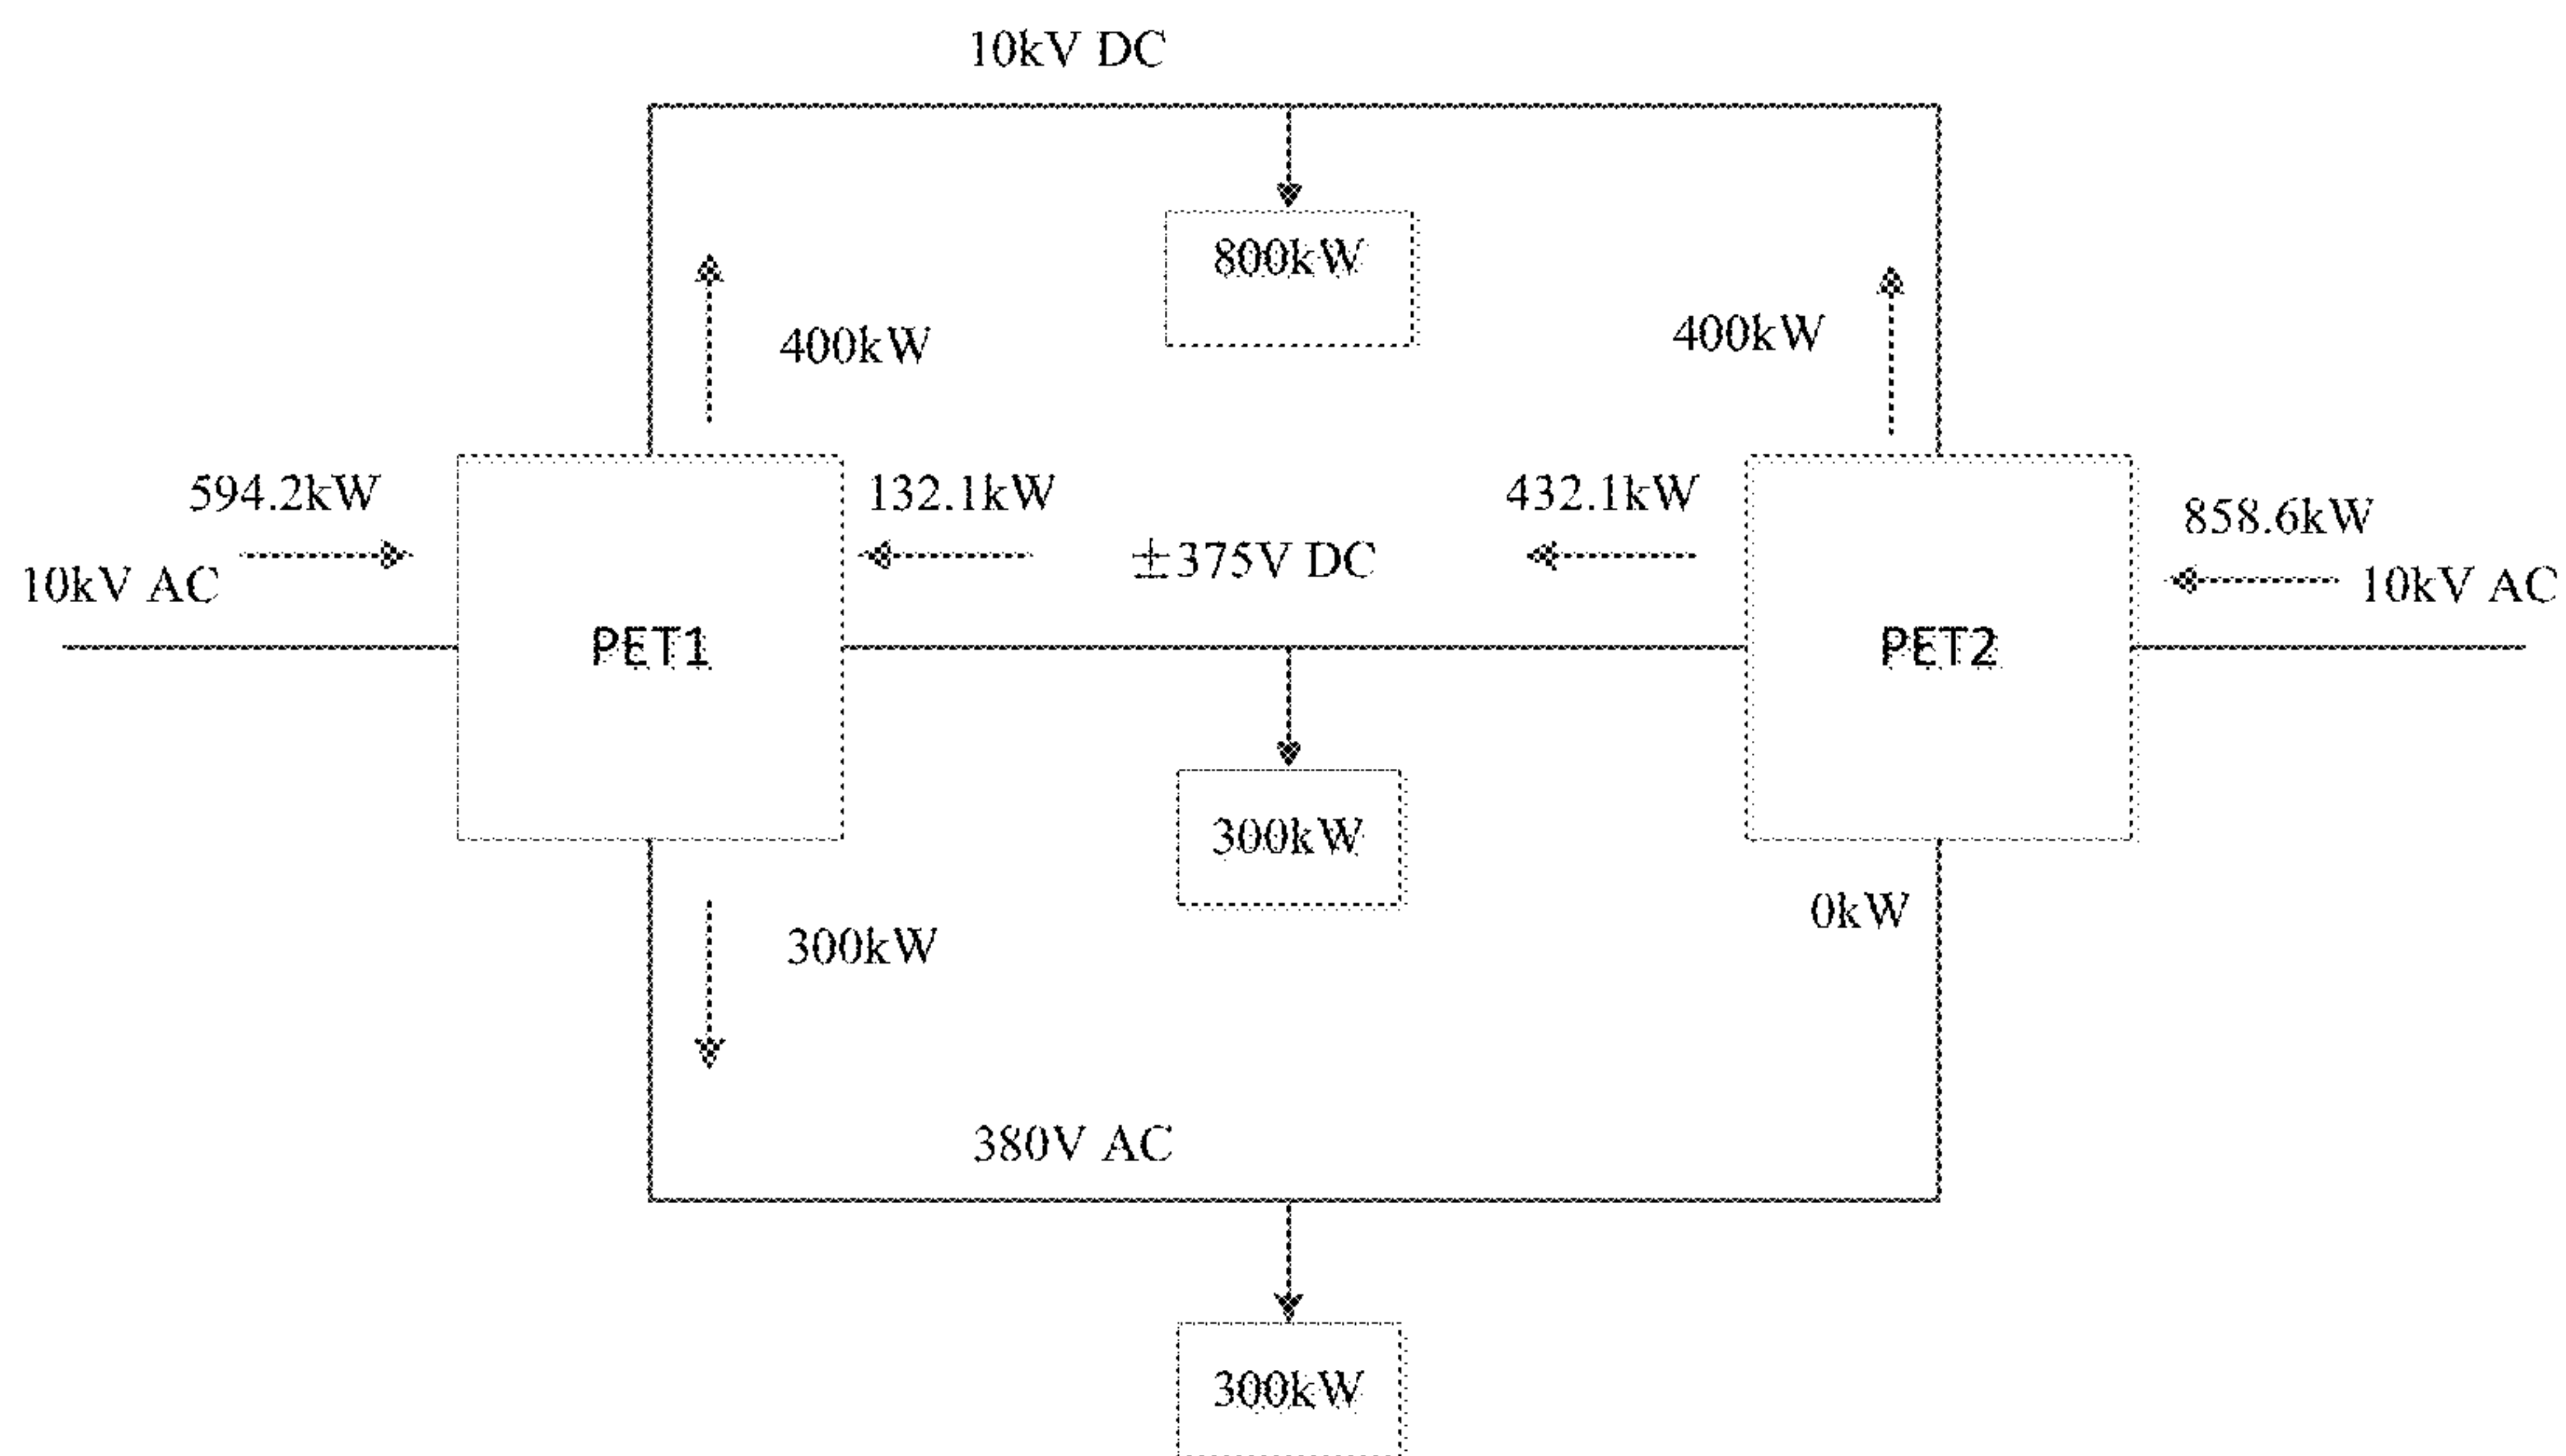 10kV DC
800kW
400kW
400kW
594.2kW
132.1kW
432.1kW
858.6kW
10kV AC
±375V DC
10kV AC
PET1
PET2
300kW
300kW
0kW
380V AC
300kW